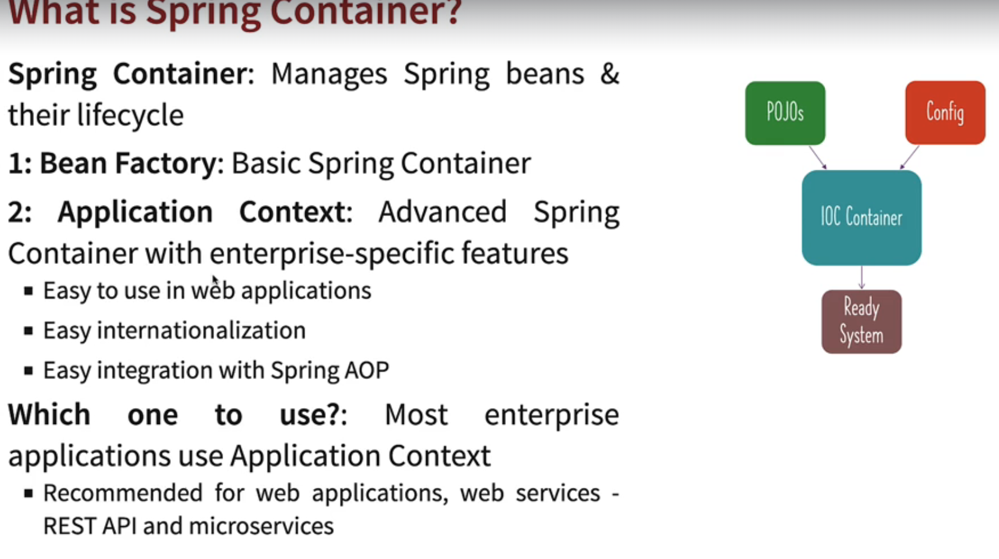 What is Spring Container?
Spring Container: Manages Spring beans &
their lifecycle
1: Bean Factory: Basic Spring Container
2: Application Context: Advanced Spring
Container with enterprise-specific features
▪ Easy to use in web applications
▪ Easy internationalization
▪ Easy integration with Spring AOP
Which one to use?: Most enterprise
applications use Application Context
▪ Recommended for web applications, web services -
REST API and microservices
POJOs
Config
IOC Container
Ready
System